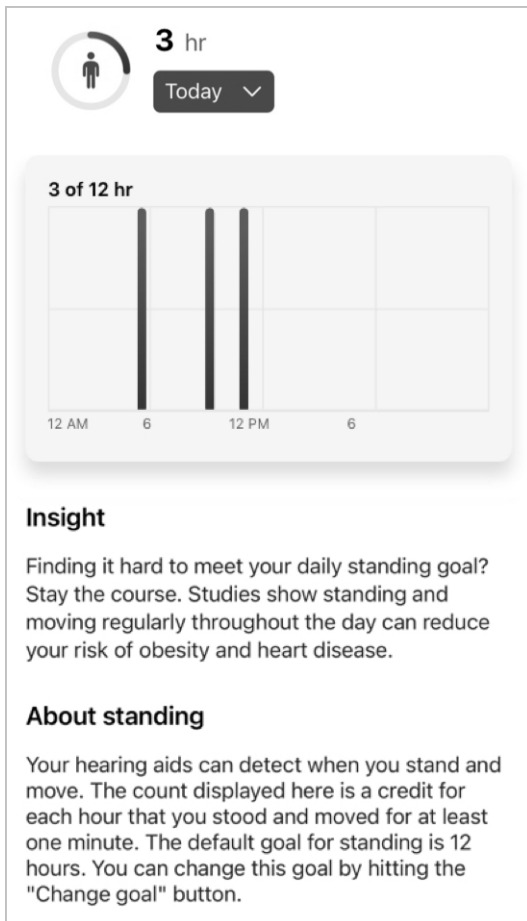 3 hr
Today
3 of 12 hr
12 AM 6 12 PM 6
Insight
Finding it hard to meet your daily standing goal?
Stay the course. Studies show standing and
moving regularly throughout the day can reduce
your risk of obesity and heart disease.
About standing
Your hearing aids can detect when you stand and
move. The count displayed here is a credit for
each hour that you stood and moved for at least
one minute. The default goal for standing is 12
hours. You can change this goal by hitting the
"Change goal" button.